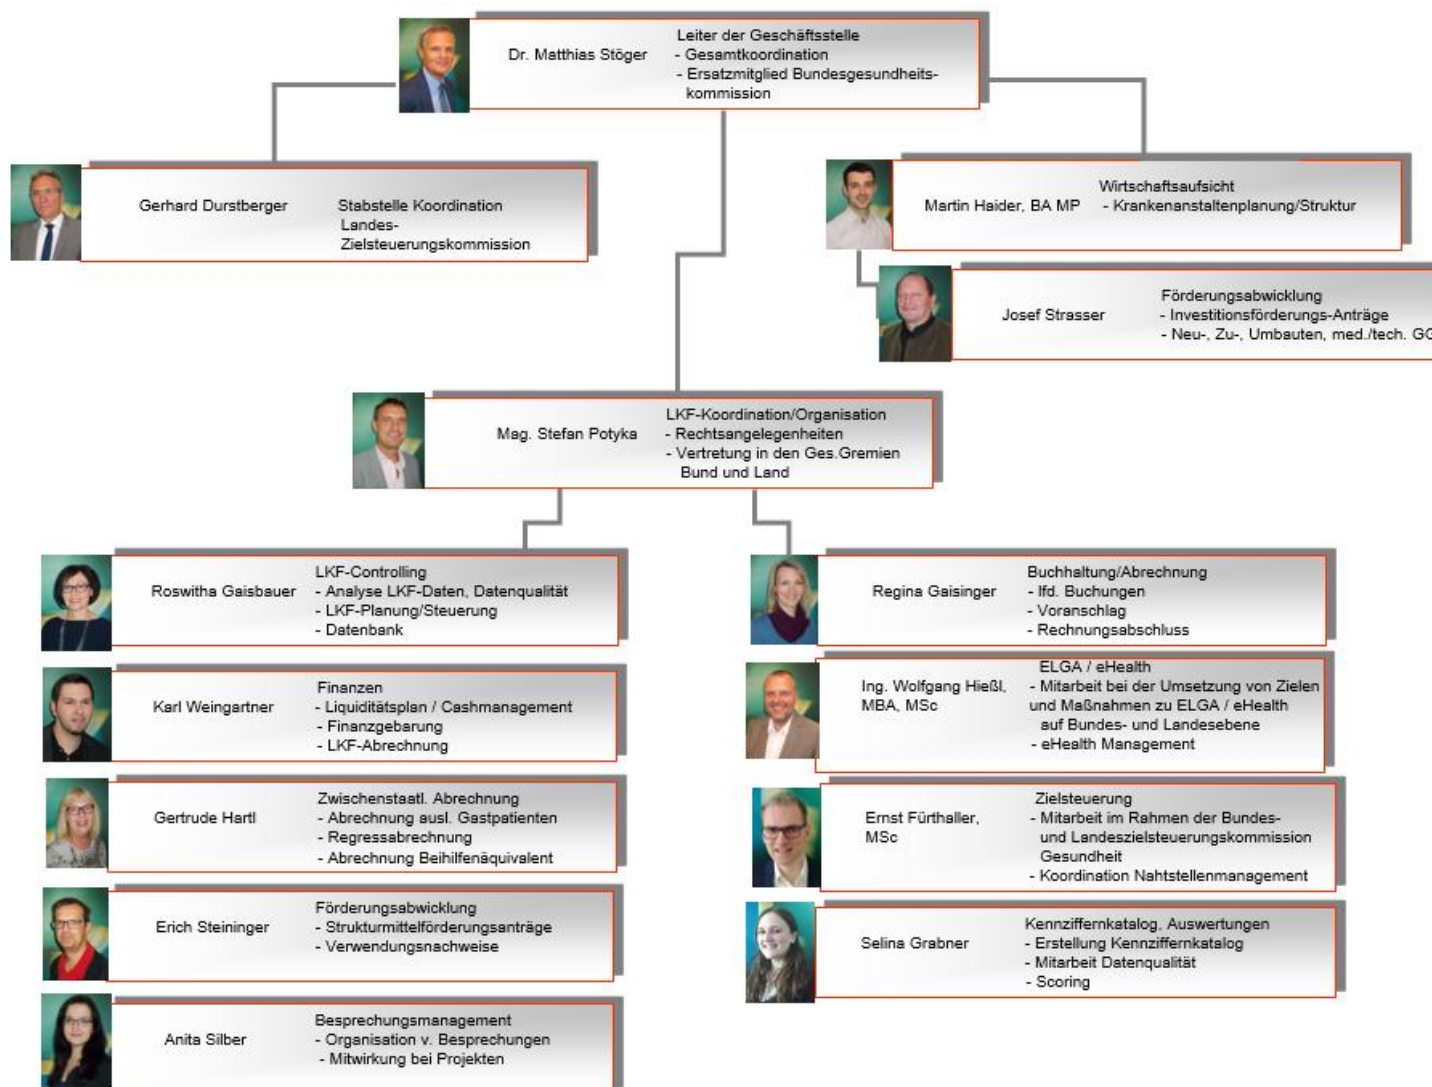 Dr. Matthias Stöger
Leiter der Geschäftsstelle
- Gesamtkoordination
- Ersatzmitglied Bundesgesundheits-
kommission
Gerhard Durstberger
Stabstelle Koordination
Landes-
Zielsteuerungskommission
Martin Haider, BA MP
Wirtschaftsaufsicht
- Krankenanstaltenplanung/Struktur
Josef Strasser
Förderungsabwicklung
- Investitionsförderungs-Anträge
- Neu-, Zu-, Umbauten, med./tech. GG
Mag. Stefan Potyka
LKF-Koordination/Organisation
- Rechtsangelegenheiten
- Vertretung in den Ges.Gremien
Bund und Land
Roswitha Gaisbauer
LKF-Controlling
- Analyse LKF-Daten, Datenqualität
- LKF-Planung/Steuerung
- Datenbank
Karl Weingartner
Finanzen
- Liquiditätsplan / Cashmanagement
- Finanzgebarung
- LKF-Abrechnung
Gertrude Hartl
Zwischenstaatl. Abrechnung
- Abrechnung ausl. Gastpatienten
- Regressabrechnung
- Abrechnung Beihilfenäquivalent
Erich Steininger
Förderungsabwicklung
- Strukturmittelförderungsanträge
- Verwendungsnachweise
Anita Silber
Besprechungsmanagement
- Organisation v. Besprechungen
- Mitwirkung bei Projekten
Regina Gaisinger
Buchhaltung/Abrechnung
- lfd. Buchungen
- Voranschlag
- Rechnungsabschluss
Ing. Wolfgang Hießl,
MBA, MSc
ELGA / eHealth
- Mitarbeit bei der Umsetzung von Zielen
und Maßnahmen zu ELGA / eHealth
auf Bundes- und Landesebene
- eHealth Management
Ernst Fürthaller,
MSc
Zielsteuerung
- Mitarbeit im Rahmen der Bundes-
und Landeszielsteuerungskommission
Gesundheit
- Koordination Nahtstellenmanagement
Selina Grabner
Kennziffernkatalog, Auswertungen
- Erstellung Kennziffernkatalog
- Mitarbeit Datenqualität
- Scoring